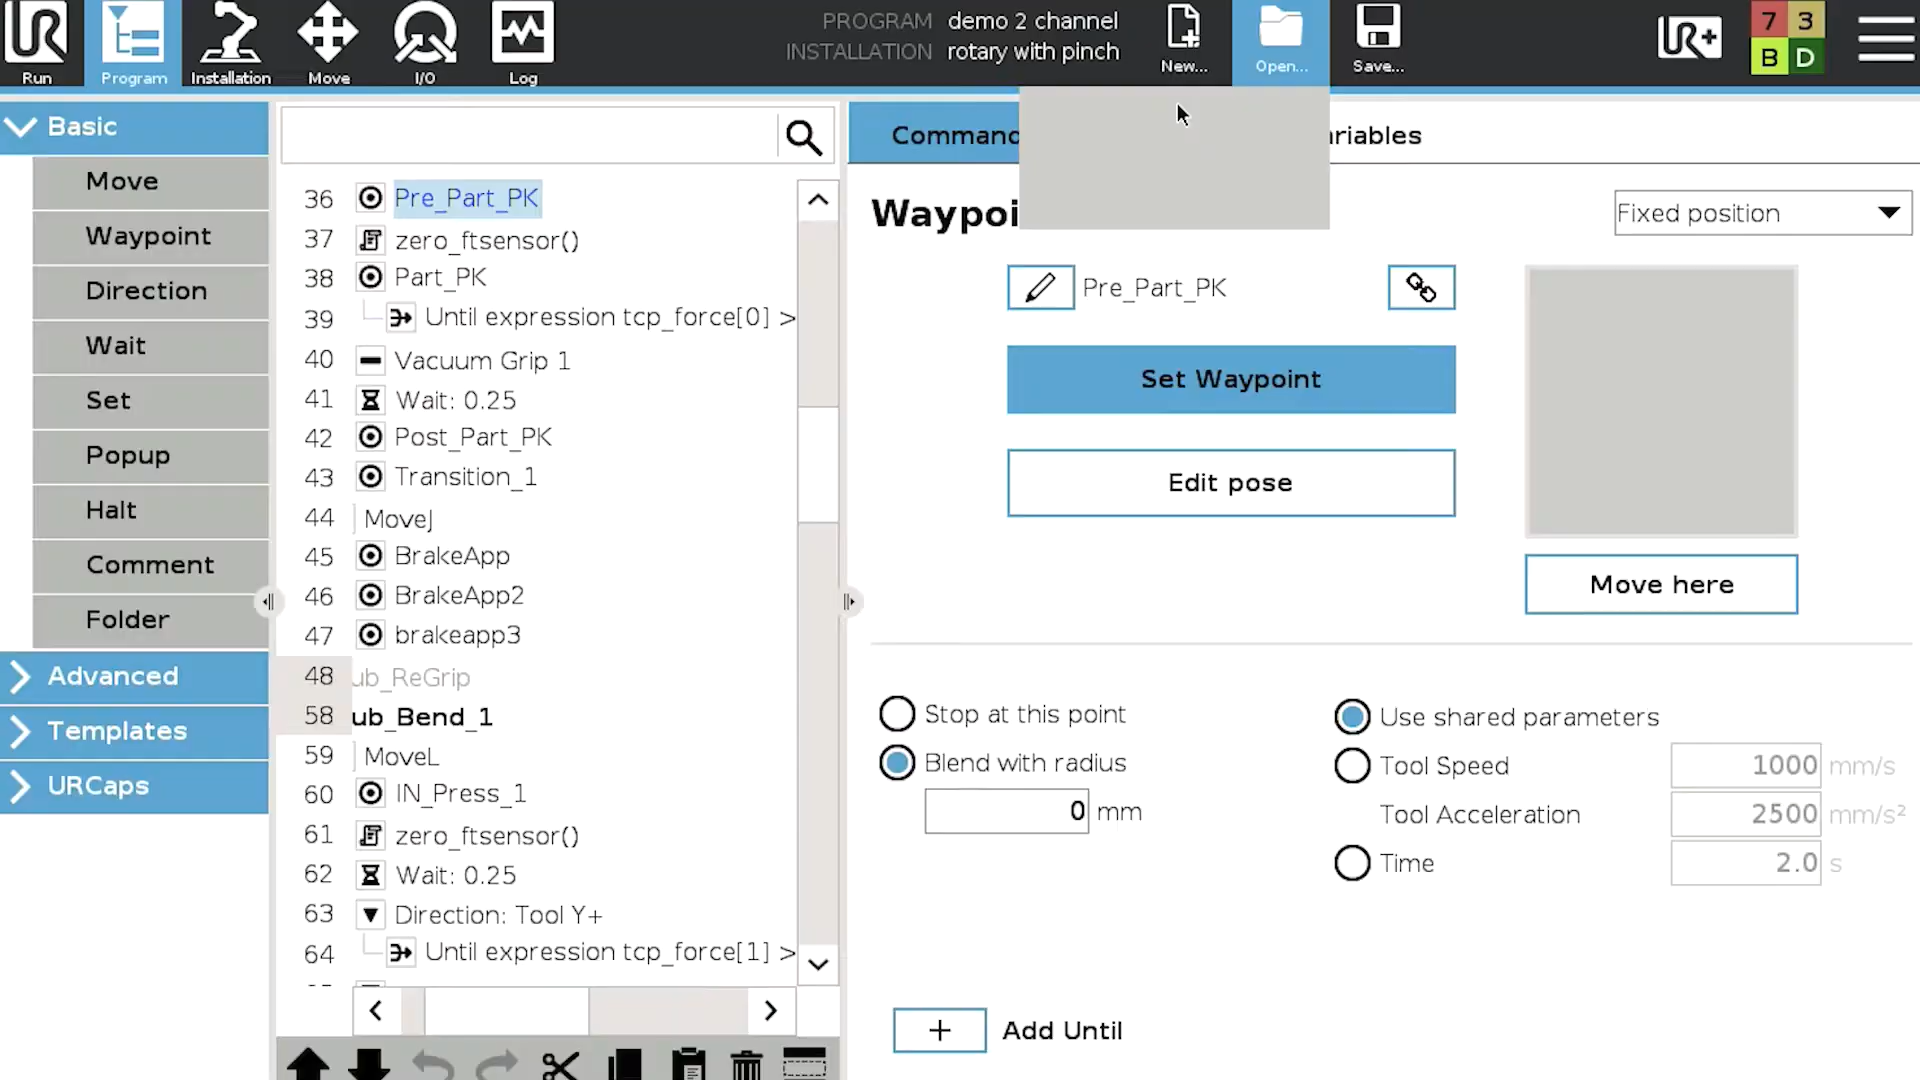 Run
Program
Installation
Move
I/O
Log
PROGRAM demo 2 channel
INSTALLATION rotary with pinch
New...
Open...
Save...
UR+
7 3
B D
Basic
Move
Waypoint
Direction
Wait
Set
Popup
Halt
Comment
Folder
Advanced
Templates
URCaps
36 Pre_Part_PK
37 zero_ftsensor()
38 Part_PK
39 Until expression tcp_force[0] >
40 Vacuum Grip 1
41 Wait: 0.25
42 Post_Part_PK
43 Transition_1
44 MoveJ
45 BrakeApp
46 BrakeApp2
47 brakeapp3
48 ub_ReGrip
58 ub_Bend_1
59 MoveL
60 IN_Press_1
61 zero_ftsensor()
62 Wait: 0.25
63 Direction: Tool Y+
64 Until expression tcp_force[1] >
Command
riables
Waypoi
Fixed position
Pre_Part_PK
Set Waypoint
Edit pose
Move here
Stop at this point
Blend with radius
0 mm
Use shared parameters
Tool Speed 1000 mm/s
Tool Acceleration 2500 mm/s²
Time 2.0 s
+ Add Until